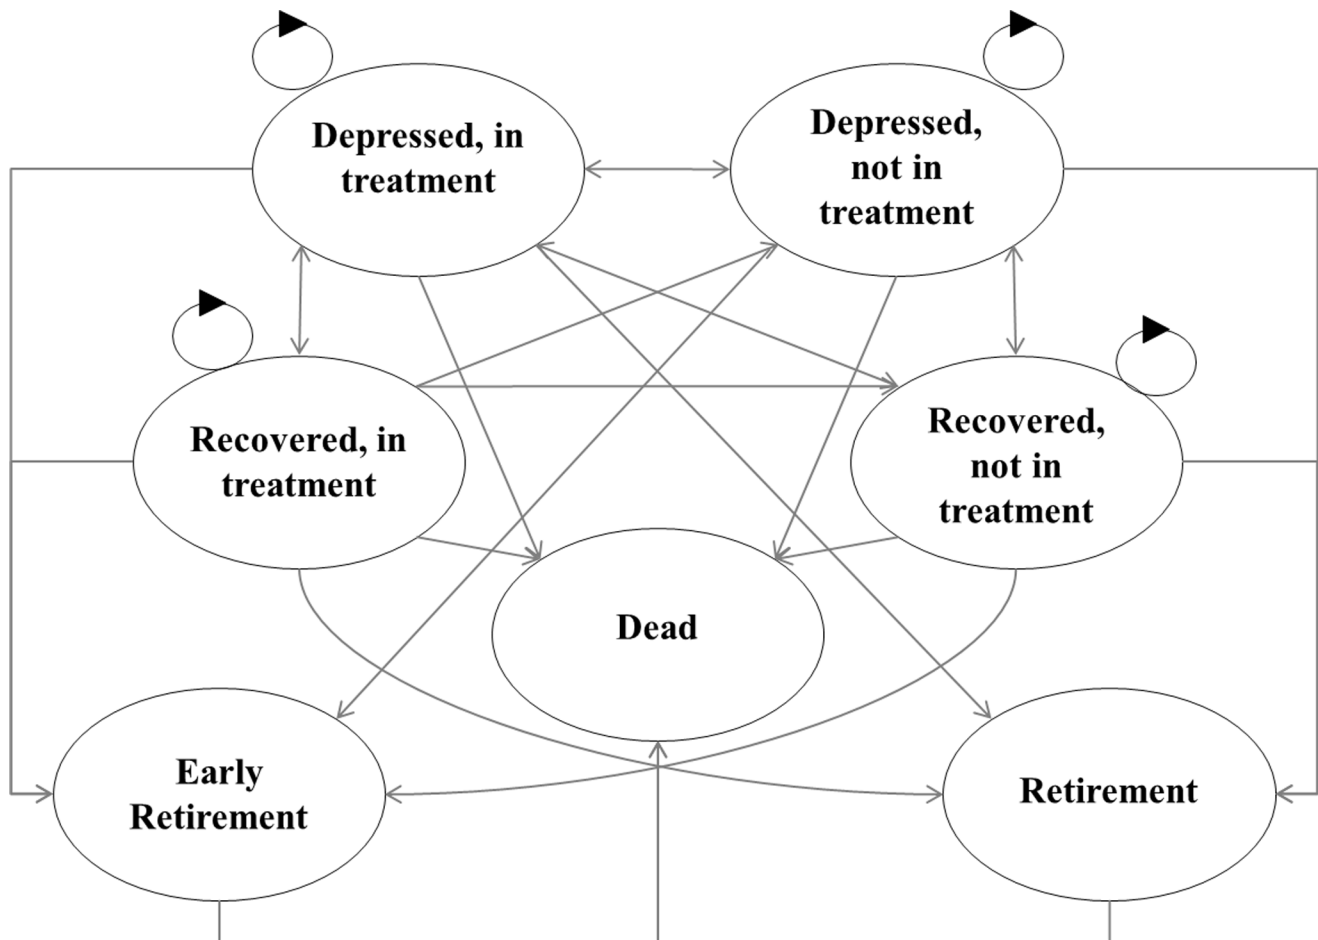 Depressed, in
treatment
Depressed,
not in
treatment
Recovered, in
treatment
Recovered,
not in
treatment
Dead
Early
Retirement
Retirement